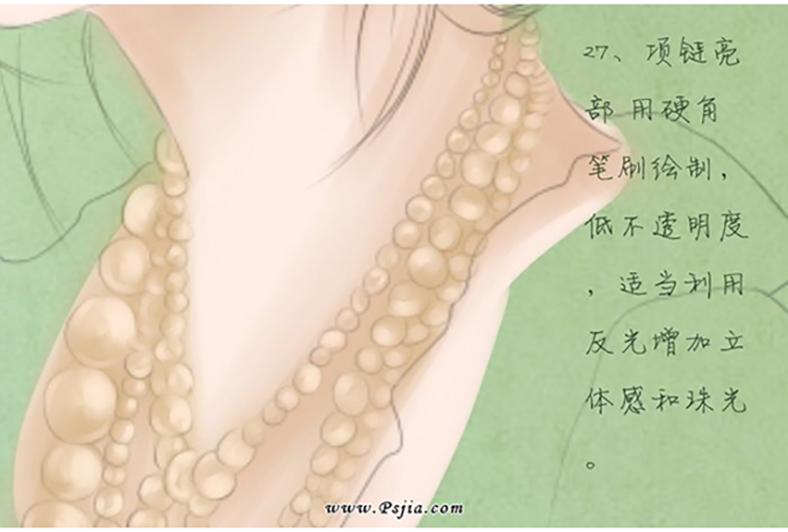 27、项链亮
部 用硬角
笔刷绘制，
低不透明度
，适当利用
反光增加立
体感和珠光
。
www.Psjia.com